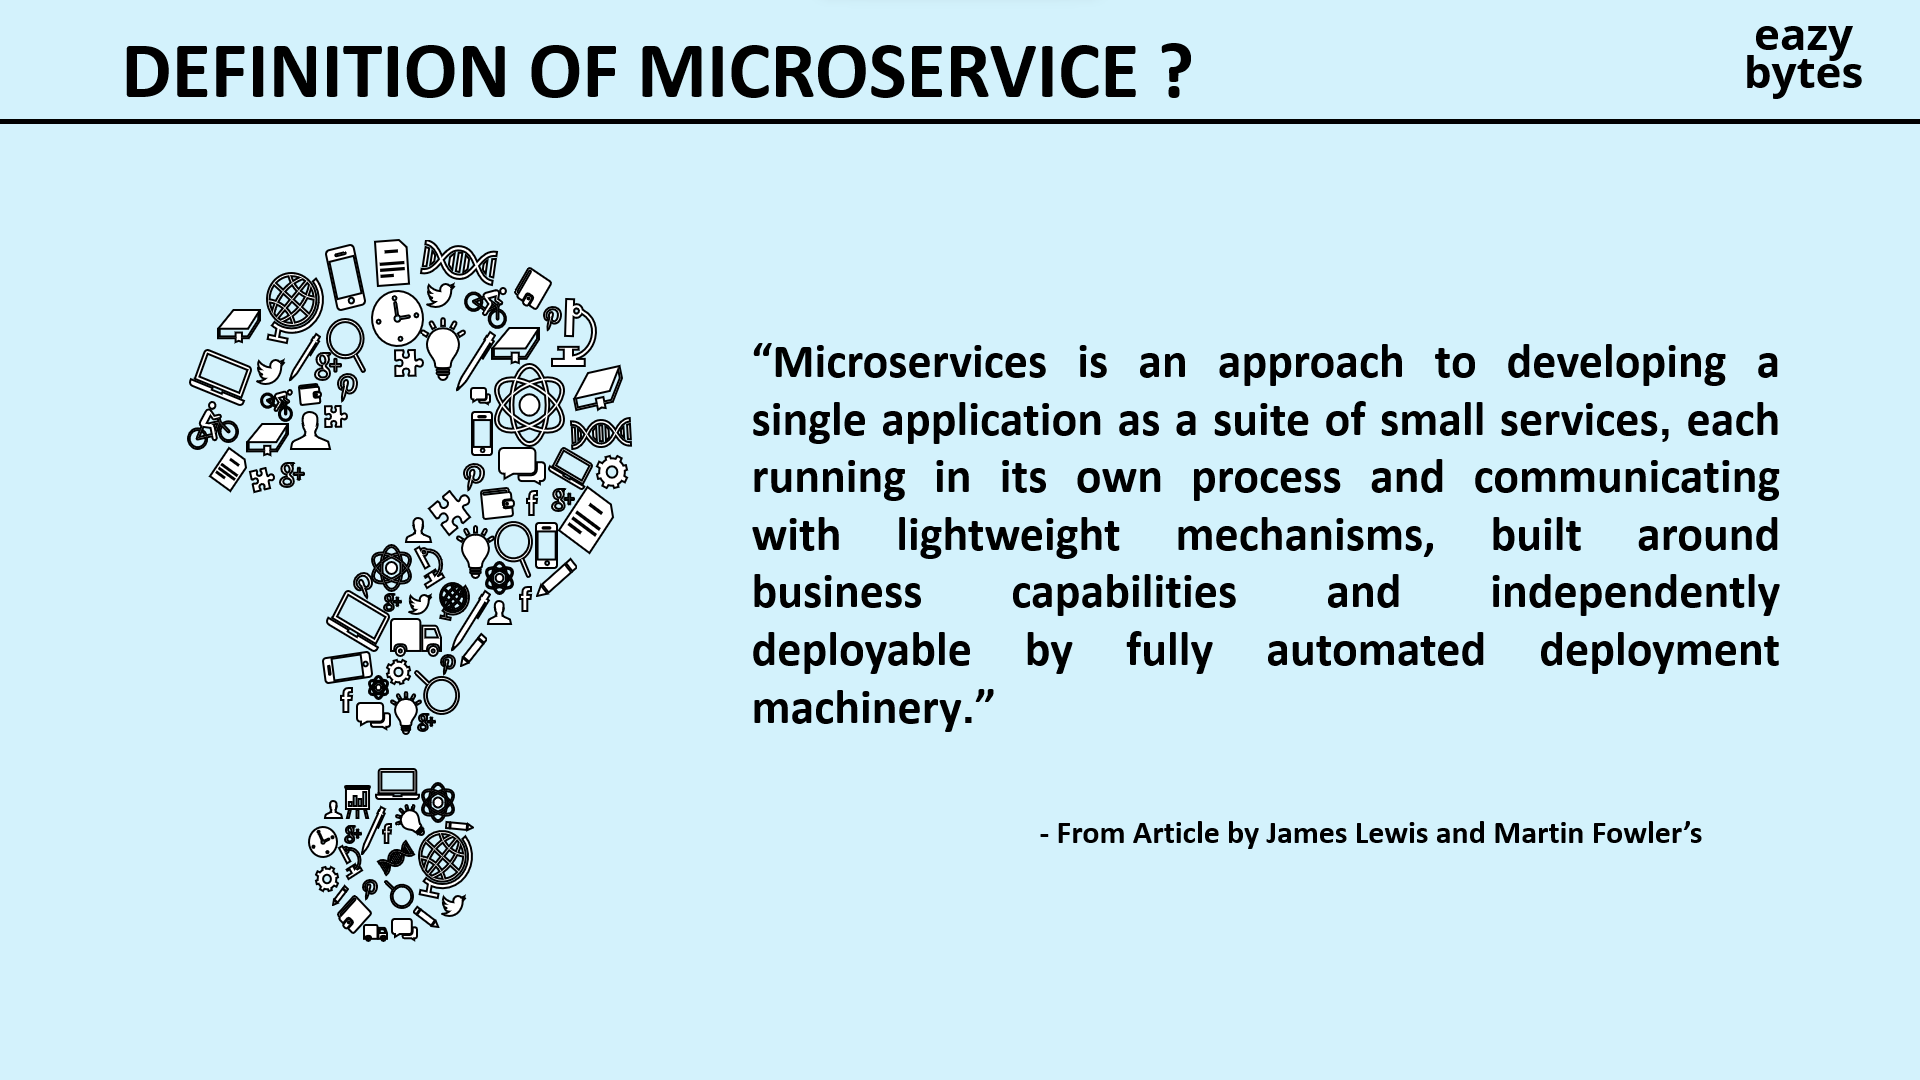 DEFINITION OF MICROSERVICE ?
eazy
bytes
“Microservices is an approach to developing a
single application as a suite of small services, each
running in its own process and communicating
with lightweight mechanisms, built around
business capabilities and independently
deployable by fully automated deployment
machinery.”
- From Article by James Lewis and Martin Fowler’s